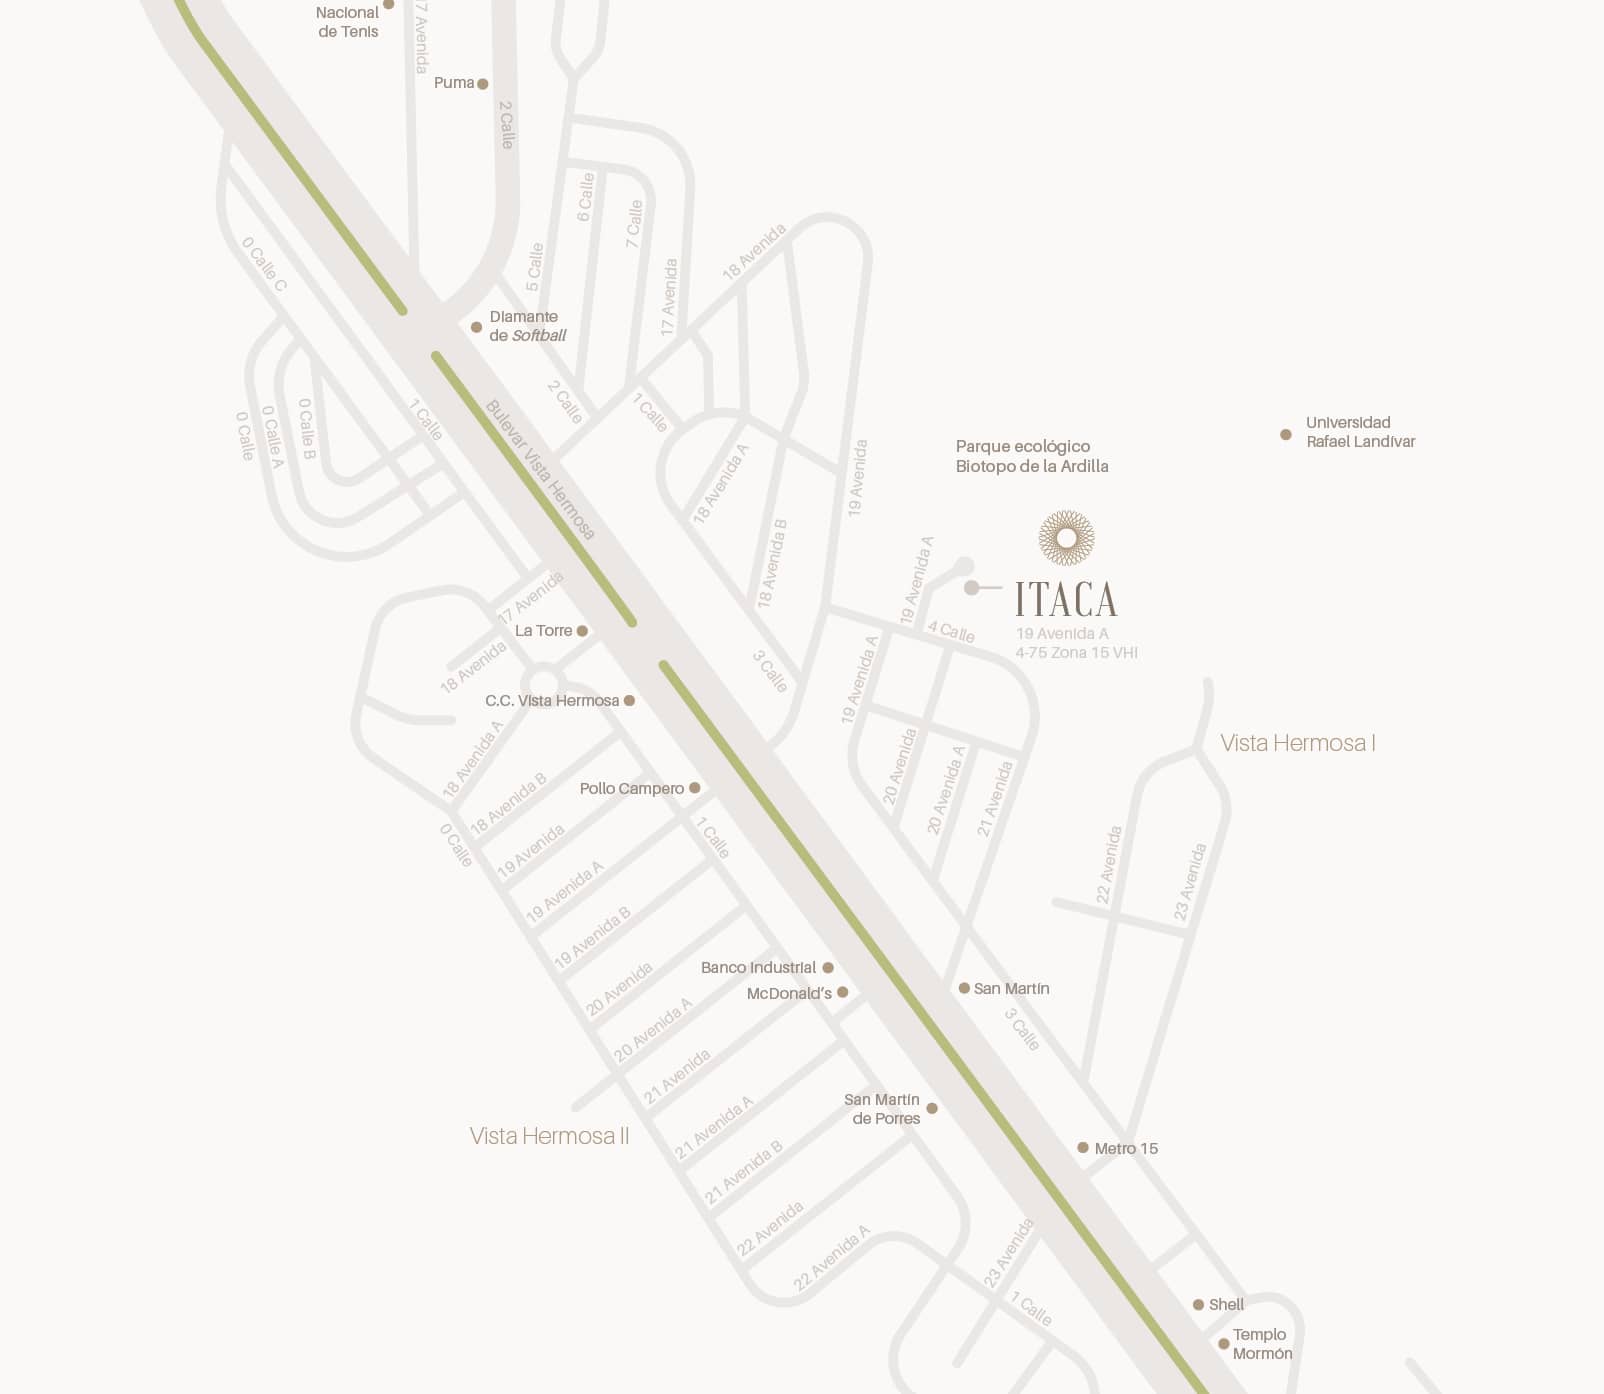 Nacional
de Tenis
17 Avenida
Puma
2 Calle
6 Calle
7 Calle
5 Calle
0 Calle C
18 Avenida
17 Avenida
Diamante
de Softball
2 Calle
1 Calle
1 Calle
0 Calle
0 Calle A
0 Calle B
Bulevar Vista Hermosa
18 Avenida A
19 Avenida
18 Avenida B
Parque ecológico
Biotopo de la Ardilla
Universidad
Rafael Landívar
19 Avenida A
ITACA
19 Avenida A
4-75 Zona 15 VHI
4 Calle
17 Avenida
La Torre
18 Avenida
3 Calle
19 Avenida A
C.C. Vista Hermosa
Vista Hermosa I
18 Avenida A
20 Avenida
20 Avenida A
21 Avenida
Pollo Campero
18 Avenida B
0 Calle
19 Avenida
1 Calle
22 Avenida
23 Avenida
19 Avenida A
19 Avenida B
Banco Industrial
McDonald’s
20 Avenida
San Martín
20 Avenida A
3 Calle
21 Avenida
San Martín
de Porres
21 Avenida A
Vista Hermosa II
Metro 15
21 Avenida B
22 Avenida
22 Avenida A
23 Avenida
1 Calle
Shell
Templo
Mormón